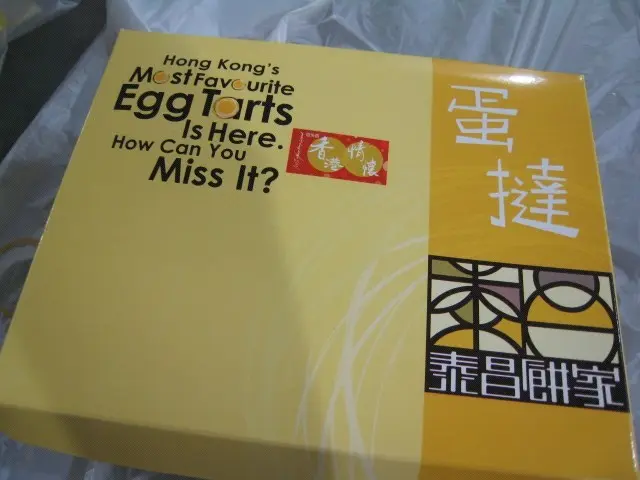 Hong Kong's
Most Favourite
Egg Tarts
Is Here.
How Can You
Miss It?
香港情濃
蛋
撻
泰昌餅家